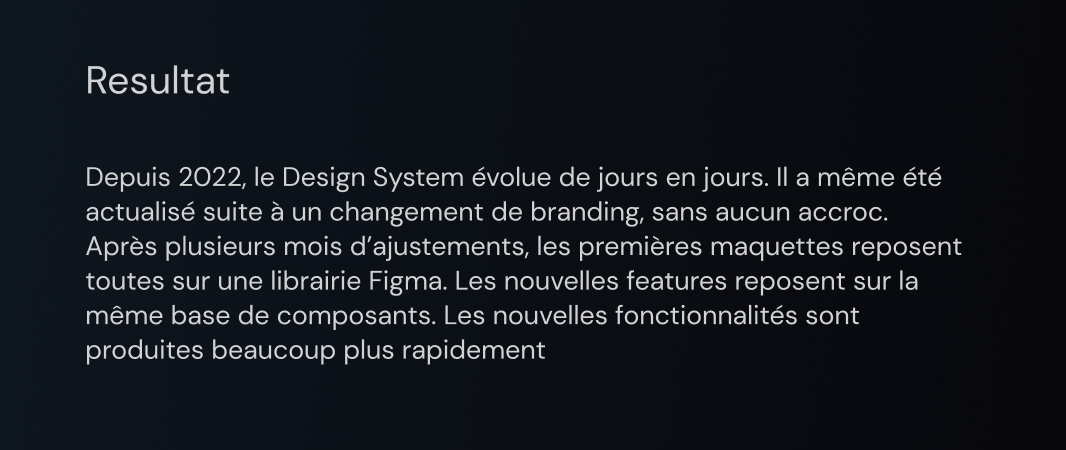 Resultat
Depuis 2022, le Design System évolue de jours en jours. Il a même été
actualisé suite à un changement de branding, sans aucun accroc.
Après plusieurs mois d’ajustements, les premières maquettes reposent
toutes sur une librairie Figma. Les nouvelles features reposent sur la
même base de composants. Les nouvelles fonctionnalités sont
produites beaucoup plus rapidement